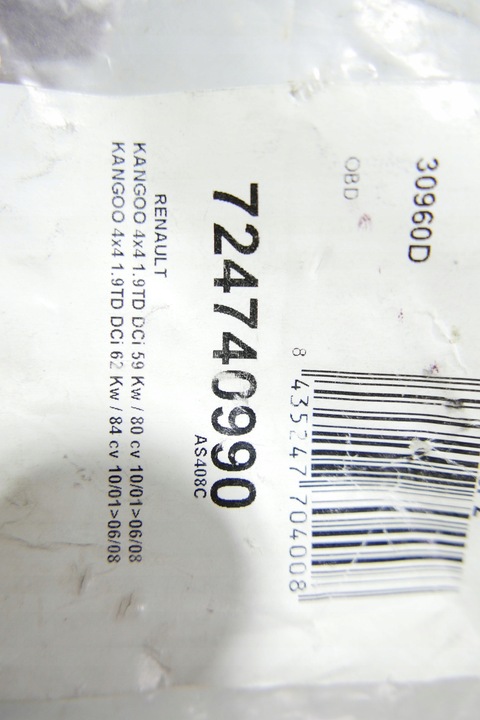 30960D
OBD
8 435247 704008
724740990
AS408C
RENAULT
KANGOO 4x4 1.9TD DCi 59 Kw / 80 cv 10/01>06/08
KANGOO 4x4 1.9TD DCi 62 Kw / 84 cv 10/01>06/08